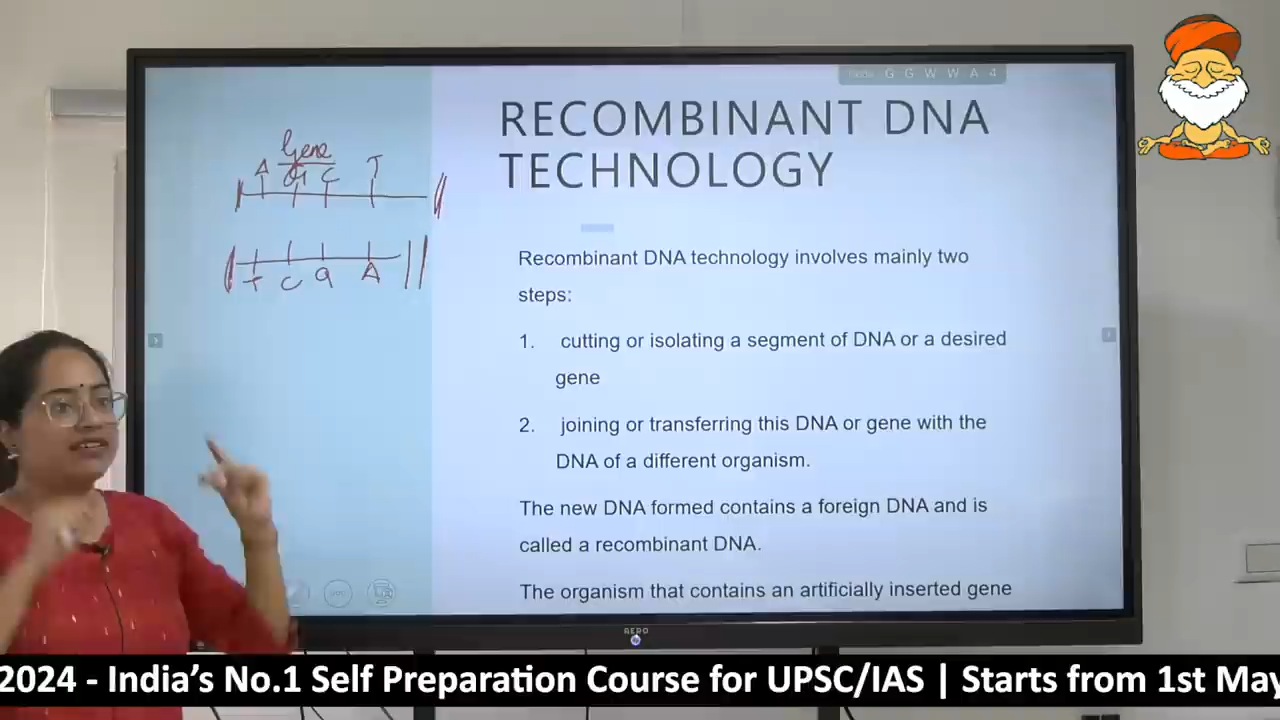 G G W W A 4
RECOMBINANT DNA
TECHNOLOGY
Gene
A G C T
T C G A
Recombinant DNA technology involves mainly two
steps:
1. cutting or isolating a segment of DNA or a desired
gene
2. joining or transferring this DNA or gene with the
DNA of a different organism.
The new DNA formed contains a foreign DNA and is
called a recombinant DNA.
The organism that contains an artificially inserted gene
AERO
2024 - India’s No.1 Self Preparation Course for UPSC/IAS | Starts from 1st May